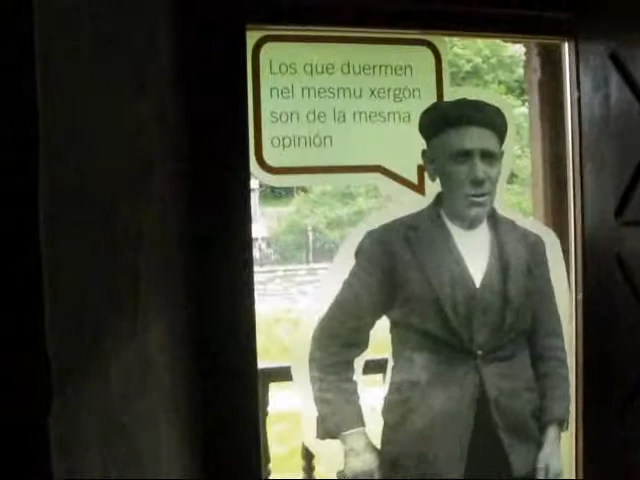 Los que duermen
nel mesmu xergón
son de la mesma
opinión